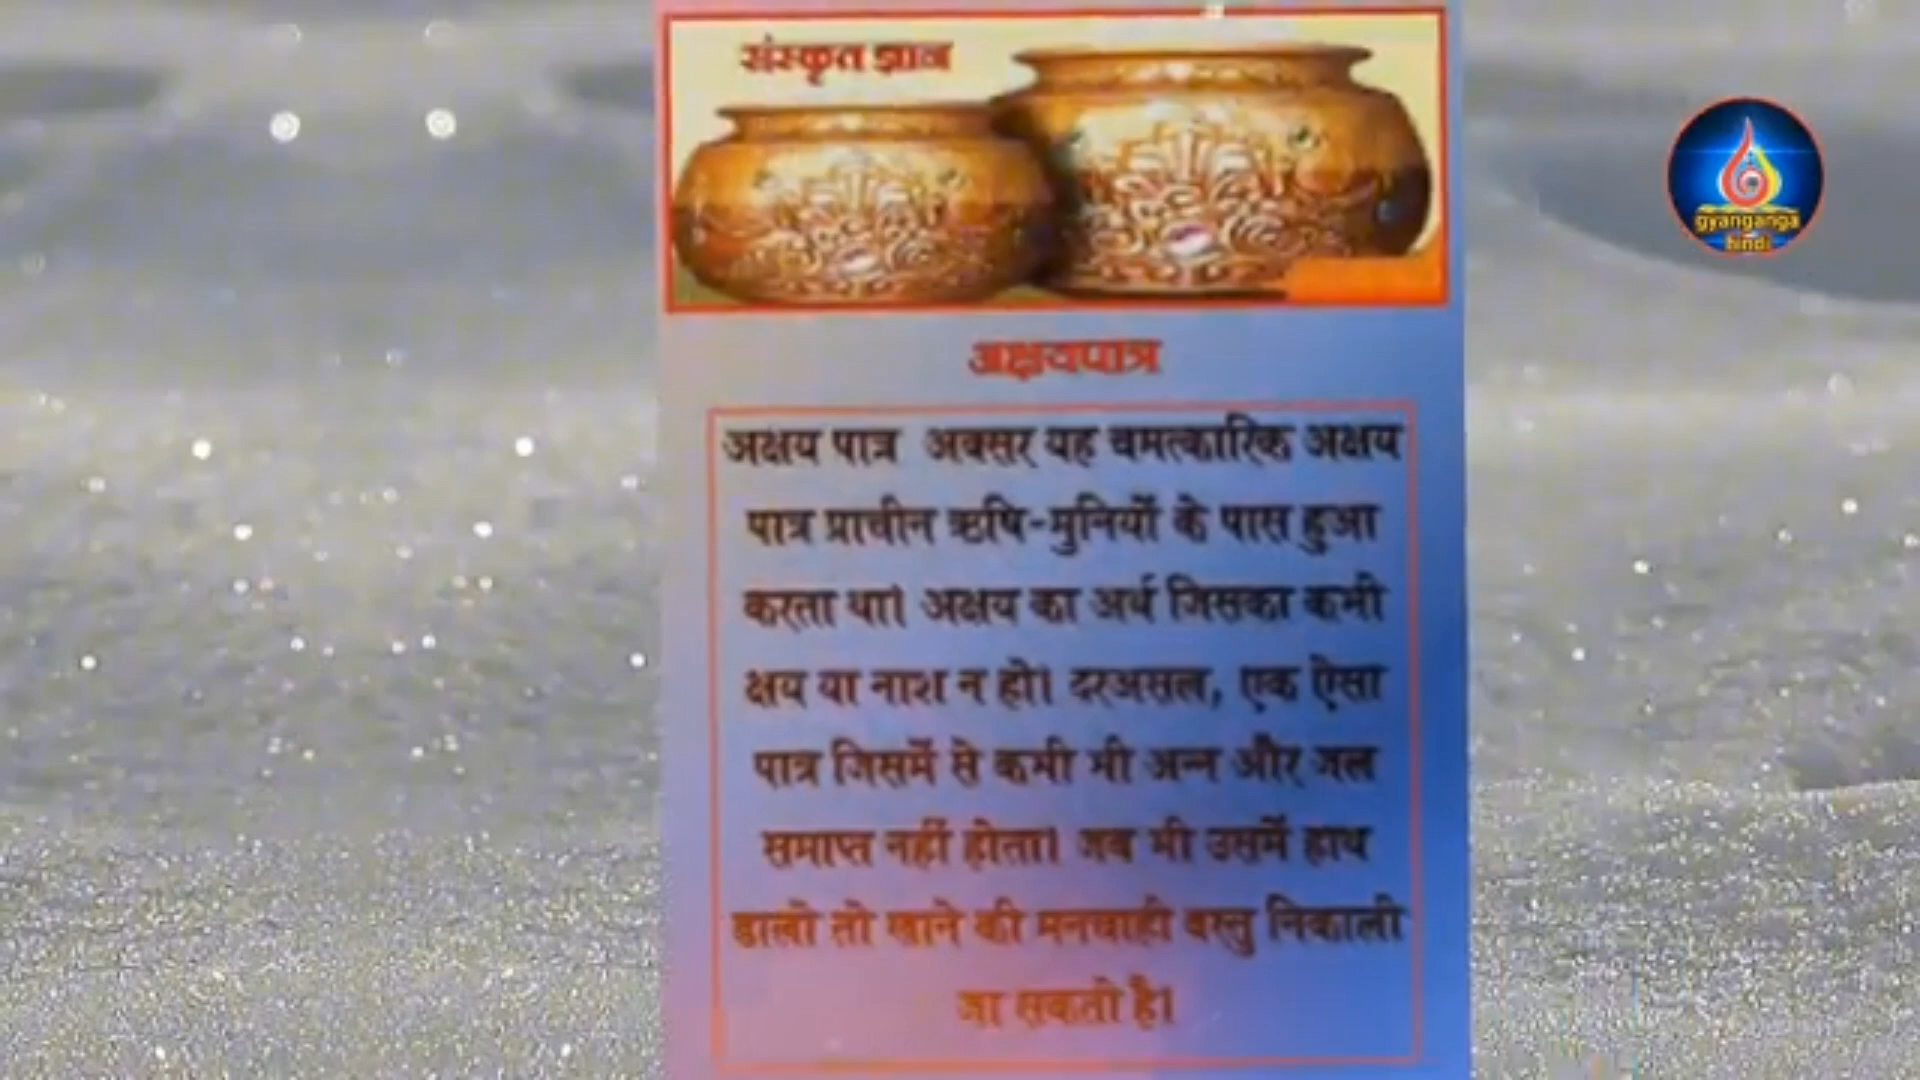 संस्कृत ज्ञान
gyanganga
hindi
अक्षयपात्र
अक्षय पात्र अक्सर यह चमत्कारिक अक्षय
पात्र प्राचीन ऋषि-मुनियों के पास हुआ
करता था। अक्षय का अर्थ जिसका कभी
क्षय या नाश न हो। दरअसल, एक ऐसा
पात्र जिसमें से कभी भी अन्न और जल
समाप्त नहीं होता। जब भी उसमें हाथ
डालो तो खाने की मनचाही वस्तु निकाली
जा सकती है।